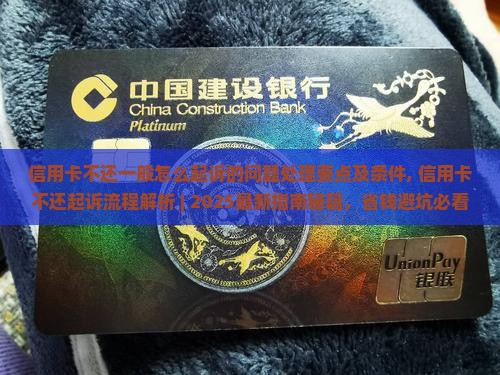 中国建设银行
China Construction Bank
Platinum
信用卡不还一般怎么起诉的问题处理要点及条件, 信用卡
不还起诉流程解析 | 2025最新指南秘籍，省钱避坑必看
UnionPay
银联